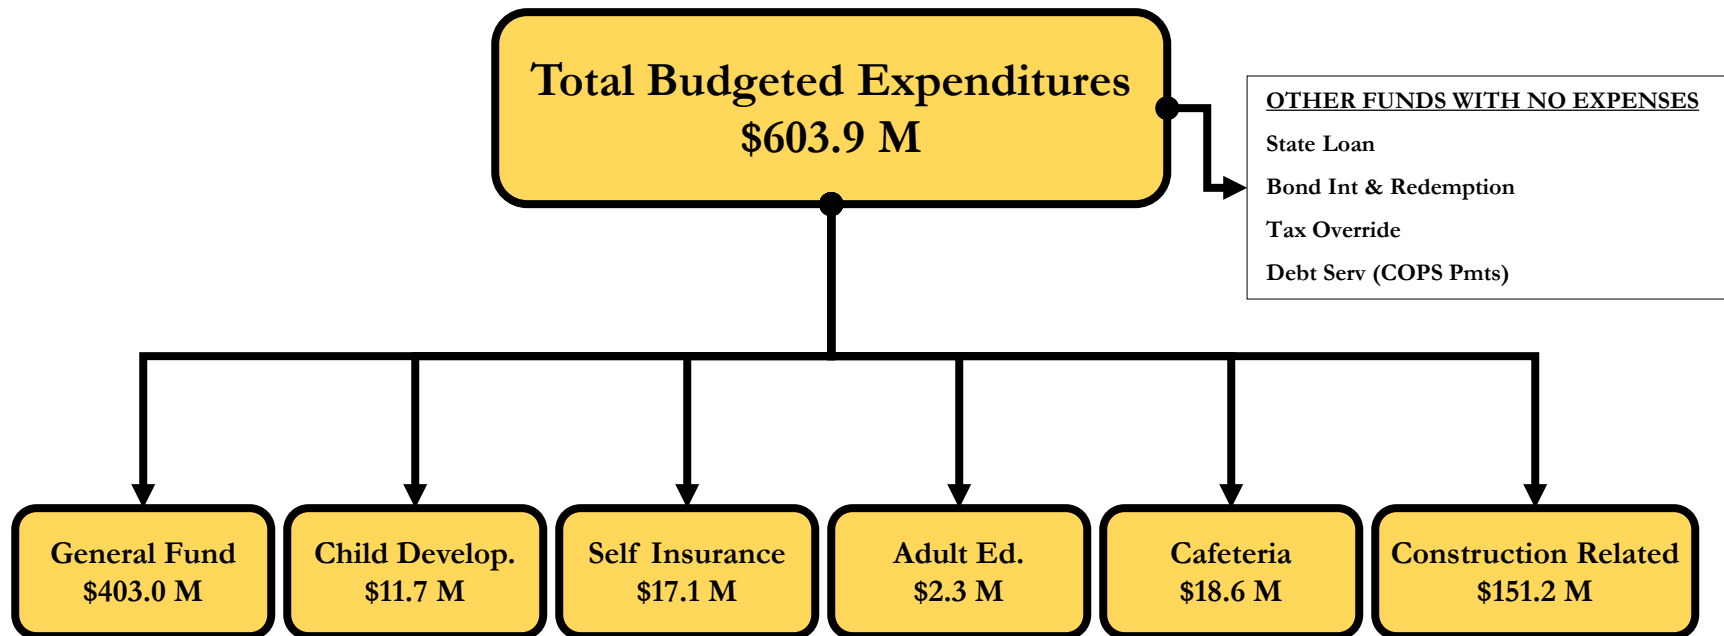 Total Budgeted Expenditures
$603.9 M
OTHER FUNDS WITH NO EXPENSES
State Loan
Bond Int & Redemption
Tax Override
Debt Serv (COPS Pmts)
General Fund
$403.0 M
Child Develop.
$11.7 M
Self Insurance
$17.1 M
Adult Ed.
$2.3 M
Cafeteria
$18.6 M
Construction Related
$151.2 M